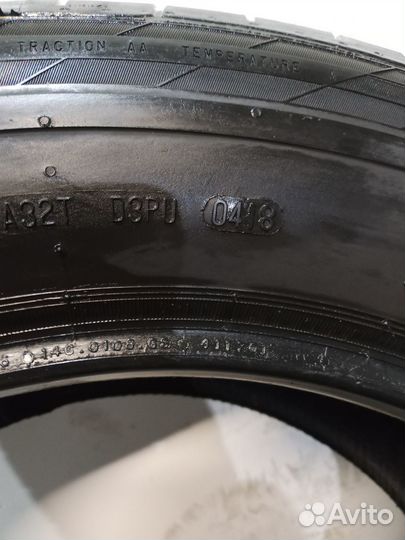 TRACTION AA TEMPERATURE
A32T D3PU 0418
Avito